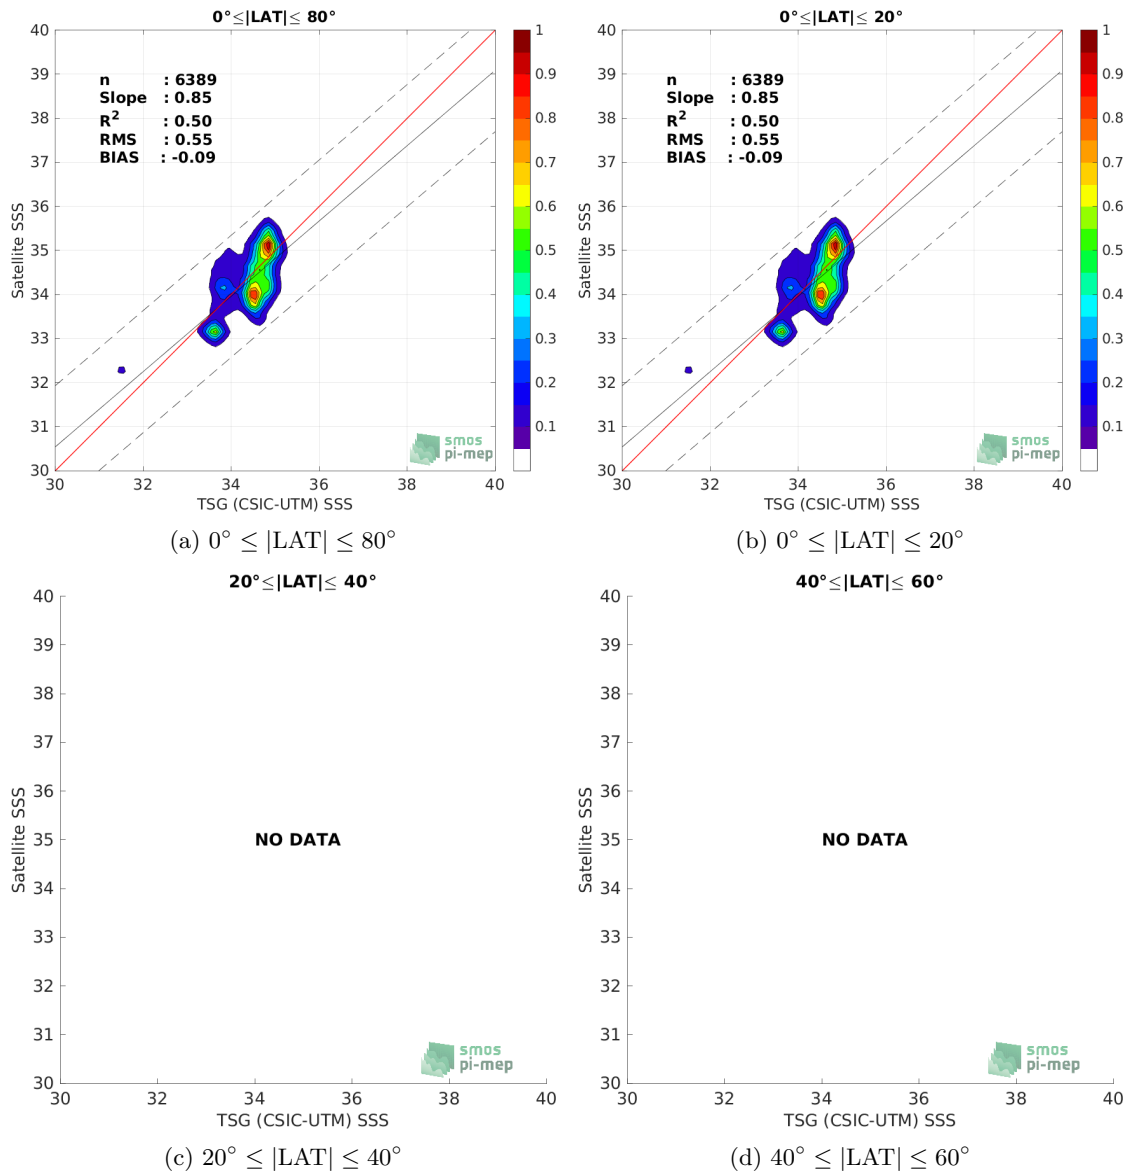 0°≤|LAT|≤ 80°
40
39
38
37
36
35
34
33
32
31
30
Satellite SSS
n : 6389
Slope : 0.85
R² : 0.50
RMS : 0.55
BIAS : -0.09
smos
pi-mep
30 32 34 36 38 40
TSG (CSIC-UTM) SSS
1
0.9
0.8
0.7
0.6
0.5
0.4
0.3
0.2
0.1
(a) 0° ≤ |LAT| ≤ 80°
0°≤|LAT|≤ 20°
40
39
38
37
36
35
34
33
32
31
30
Satellite SSS
n : 6389
Slope : 0.85
R² : 0.50
RMS : 0.55
BIAS : -0.09
smos
pi-mep
30 32 34 36 38 40
TSG (CSIC-UTM) SSS
1
0.9
0.8
0.7
0.6
0.5
0.4
0.3
0.2
0.1
(b) 0° ≤ |LAT| ≤ 20°
20°≤|LAT|≤ 40°
40
39
38
37
36
35
34
33
32
31
30
Satellite SSS
NO DATA
smos
pi-mep
30 32 34 36 38 40
TSG (CSIC-UTM) SSS
(c) 20° ≤ |LAT| ≤ 40°
40°≤|LAT|≤ 60°
40
39
38
37
36
35
34
33
32
31
30
Satellite SSS
NO DATA
smos
pi-mep
30 32 34 36 38 40
TSG (CSIC-UTM) SSS
(d) 40° ≤ |LAT| ≤ 60°